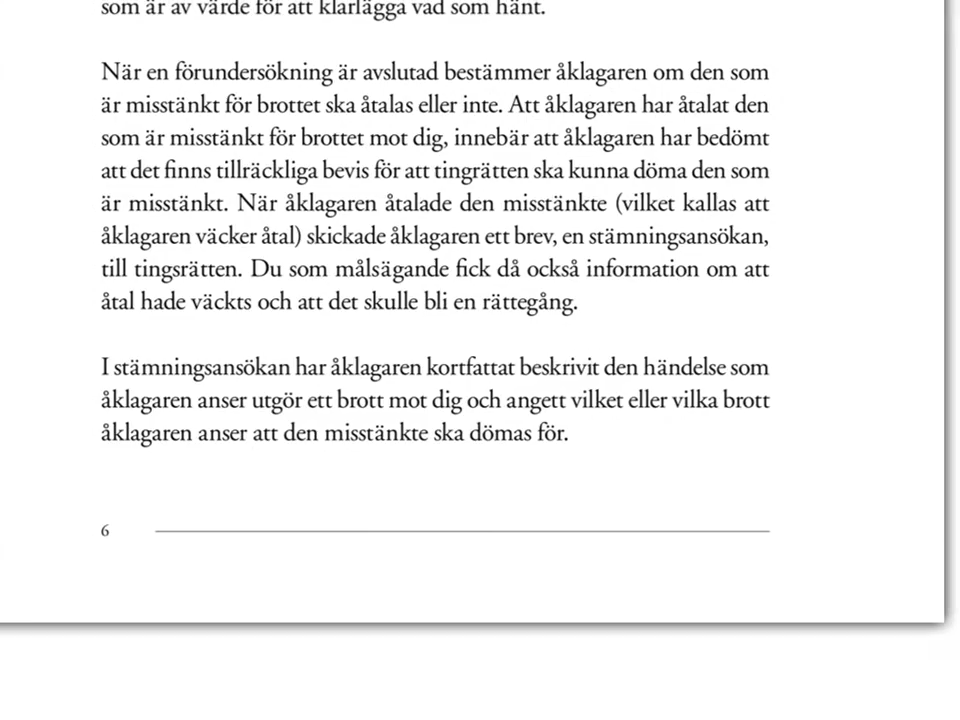 som är av värde för att klarlägga vad som hänt.
När en förundersökning är avslutad bestämmer åklagaren om den som
är misstänkt för brottet ska åtalas eller inte. Att åklagaren har åtalat den
som är misstänkt för brottet mot dig, innebär att åklagaren har bedömt
att det finns tillräckliga bevis för att tingrätten ska kunna döma den som
är misstänkt. När åklagaren åtalade den misstänkte (vilket kallas att
åklagaren väcker åtal) skickade åklagaren ett brev, en stämningsansökan,
till tingsrätten. Du som målsägande fick då också information om att
åtal hade väckts och att det skulle bli en rättegång.
I stämningsansökan har åklagaren kortfattat beskrivit den händelse som
åklagaren anser utgör ett brott mot dig och angett vilket eller vilka brott
åklagaren anser att den misstänkte ska dömas för.
6